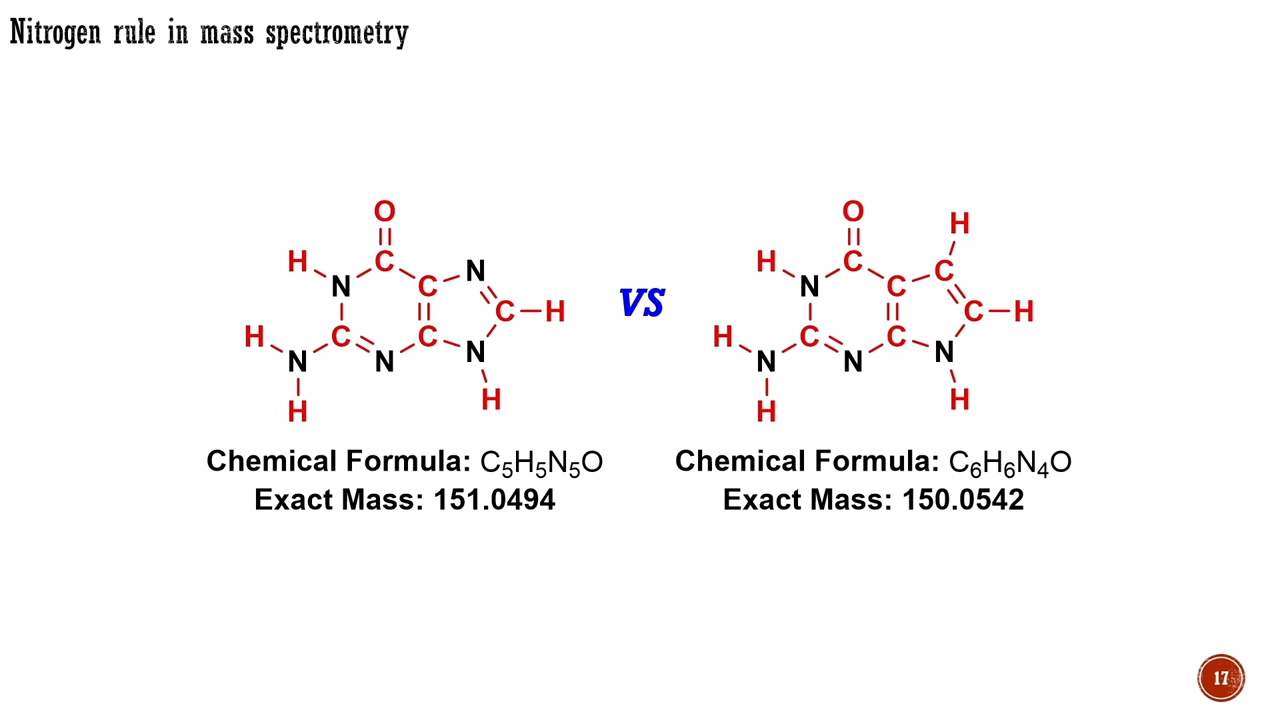 Nitrogen rule in mass spectrometry
O
H
C
N
N
C
C
H
H
C
C
N
N
N
H
H
VS
O
H
H
C
C
N
C
C
H
H
C
C
N
N
N
H
H
Chemical Formula: C₅H₅N₅O
Exact Mass: 151.0494
Chemical Formula: C₆H₆N₄O
Exact Mass: 150.0542
17